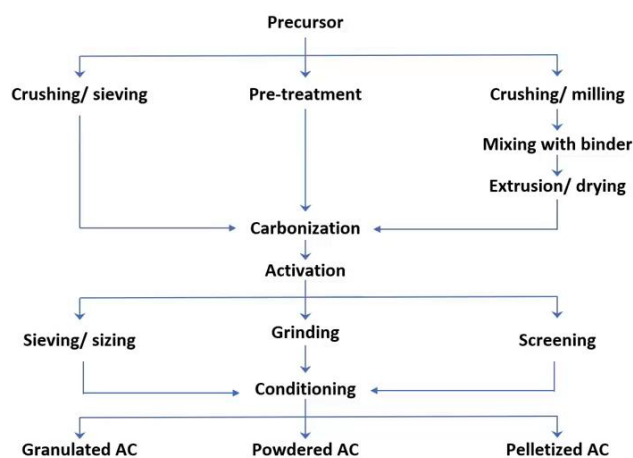 Precursor
Crushing/ sieving
Pre-treatment
Crushing/ milling
Mixing with binder
Extrusion/ drying
Carbonization
Activation
Sieving/ sizing
Grinding
Screening
Conditioning
Granulated AC
Powdered AC
Pelletized AC